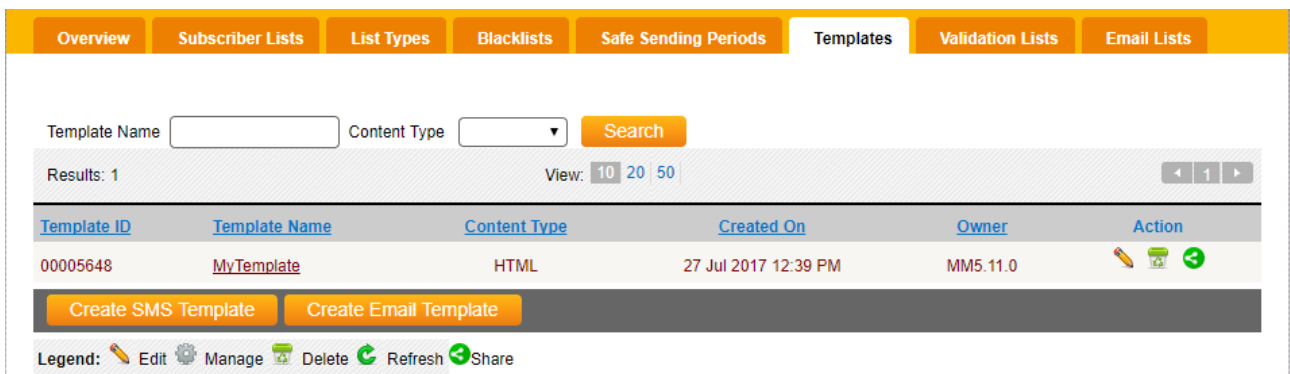 Overview Subscriber Lists List Types Blacklists Safe Sending Periods Templates Validation Lists Email Lists
Template Name Content Type Search
Results: 1 View: 10 20 50 1
Template ID Template Name Content Type Created On Owner Action
00005648 MyTemplate HTML 27 Jul 2017 12:39 PM MM5.11.0
Create SMS Template Create Email Template
Legend: Edit Manage Delete Refresh Share